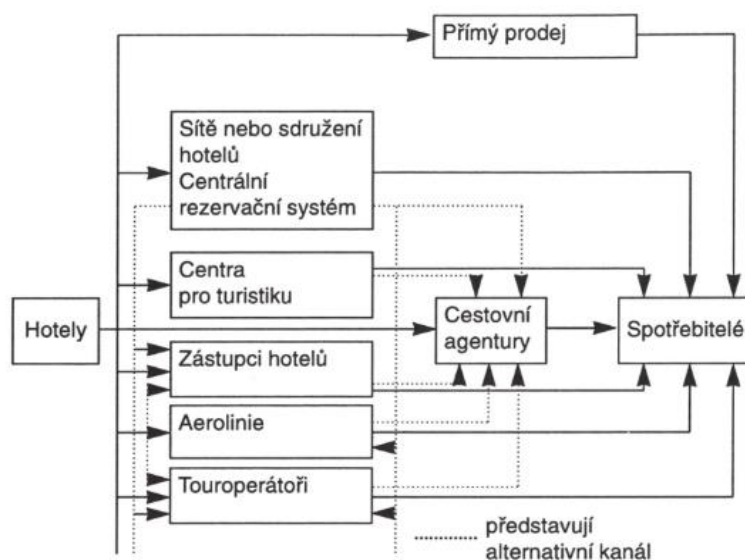 Přímý prodej
Sítě nebo sdružení
hotelů
Centrální
rezervační systém
Centra
pro turistiku
Hotely
Cestovní
agentury
Spotřebitelé
Zástupci hotelů
Aerolinie
Touroperátoři
představují
alternativní kanál